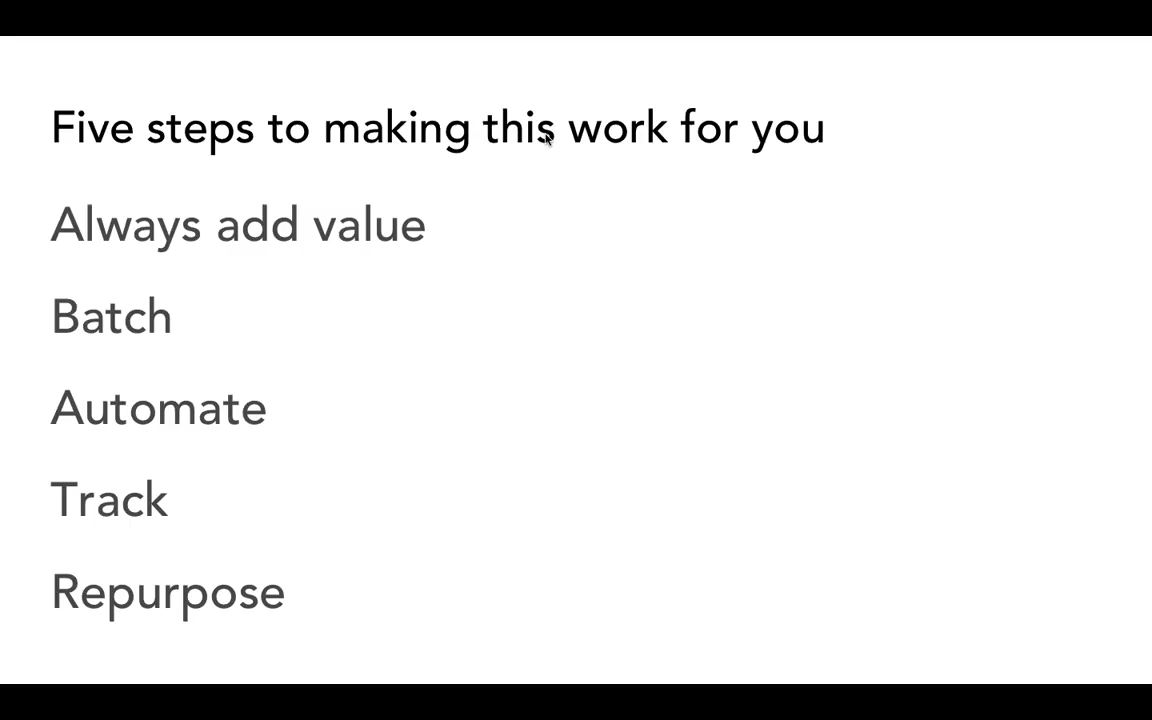 Five steps to making this work for you
Always add value
Batch
Automate
Track
Repurpose